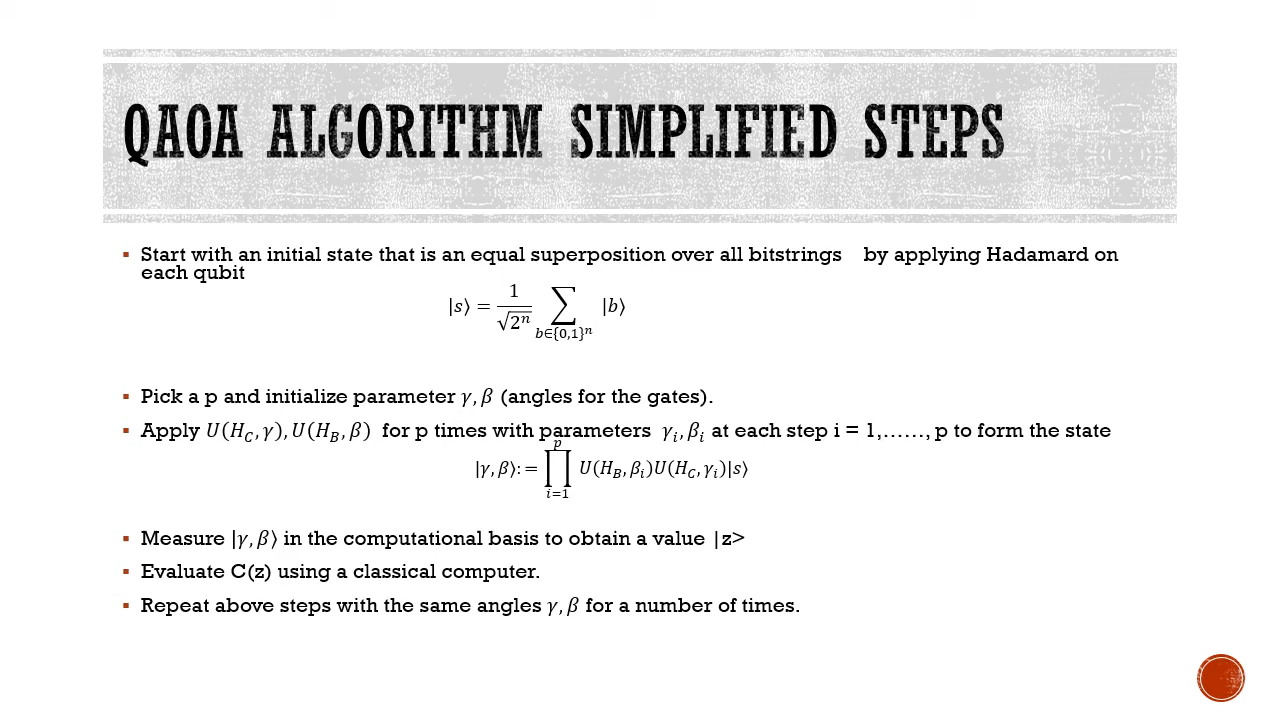 QAOA ALGORITHM SIMPLIFIED STEPS
▪ Start with an initial state that is an equal superposition over all bitstrings by applying Hadamard on
each qubit
|𝑠⟩ = 1/√2ⁿ ∑_{𝑏∈{0,1}ⁿ} |𝑏⟩
▪ Pick a p and initialize parameter 𝛾, 𝛽 (angles for the gates).
▪ Apply 𝑈(𝐻_𝐶, 𝛾), 𝑈(𝐻_𝐵, 𝛽) for p times with parameters 𝛾_𝑖, 𝛽_𝑖 at each step i = 1,……, p to form the state
|𝛾, 𝛽⟩: = ∏_{𝑖=1}^{𝑝} 𝑈(𝐻_𝐵, 𝛽_𝑖)𝑈(𝐻_𝐶, 𝛾_𝑖)|𝑠⟩
▪ Measure |𝛾, 𝛽⟩ in the computational basis to obtain a value |z>
▪ Evaluate C(z) using a classical computer.
▪ Repeat above steps with the same angles 𝛾, 𝛽 for a number of times.